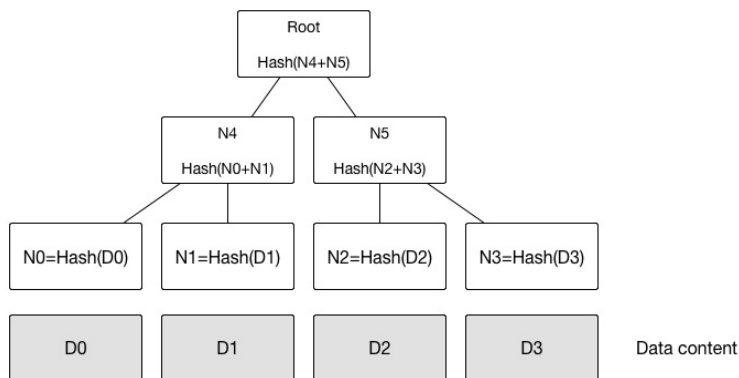 Root
Hash(N4+N5)
N4
Hash(N0+N1)
N5
Hash(N2+N3)
N0=Hash(D0)
N1=Hash(D1)
N2=Hash(D2)
N3=Hash(D3)
D0
D1
D2
D3
Data content